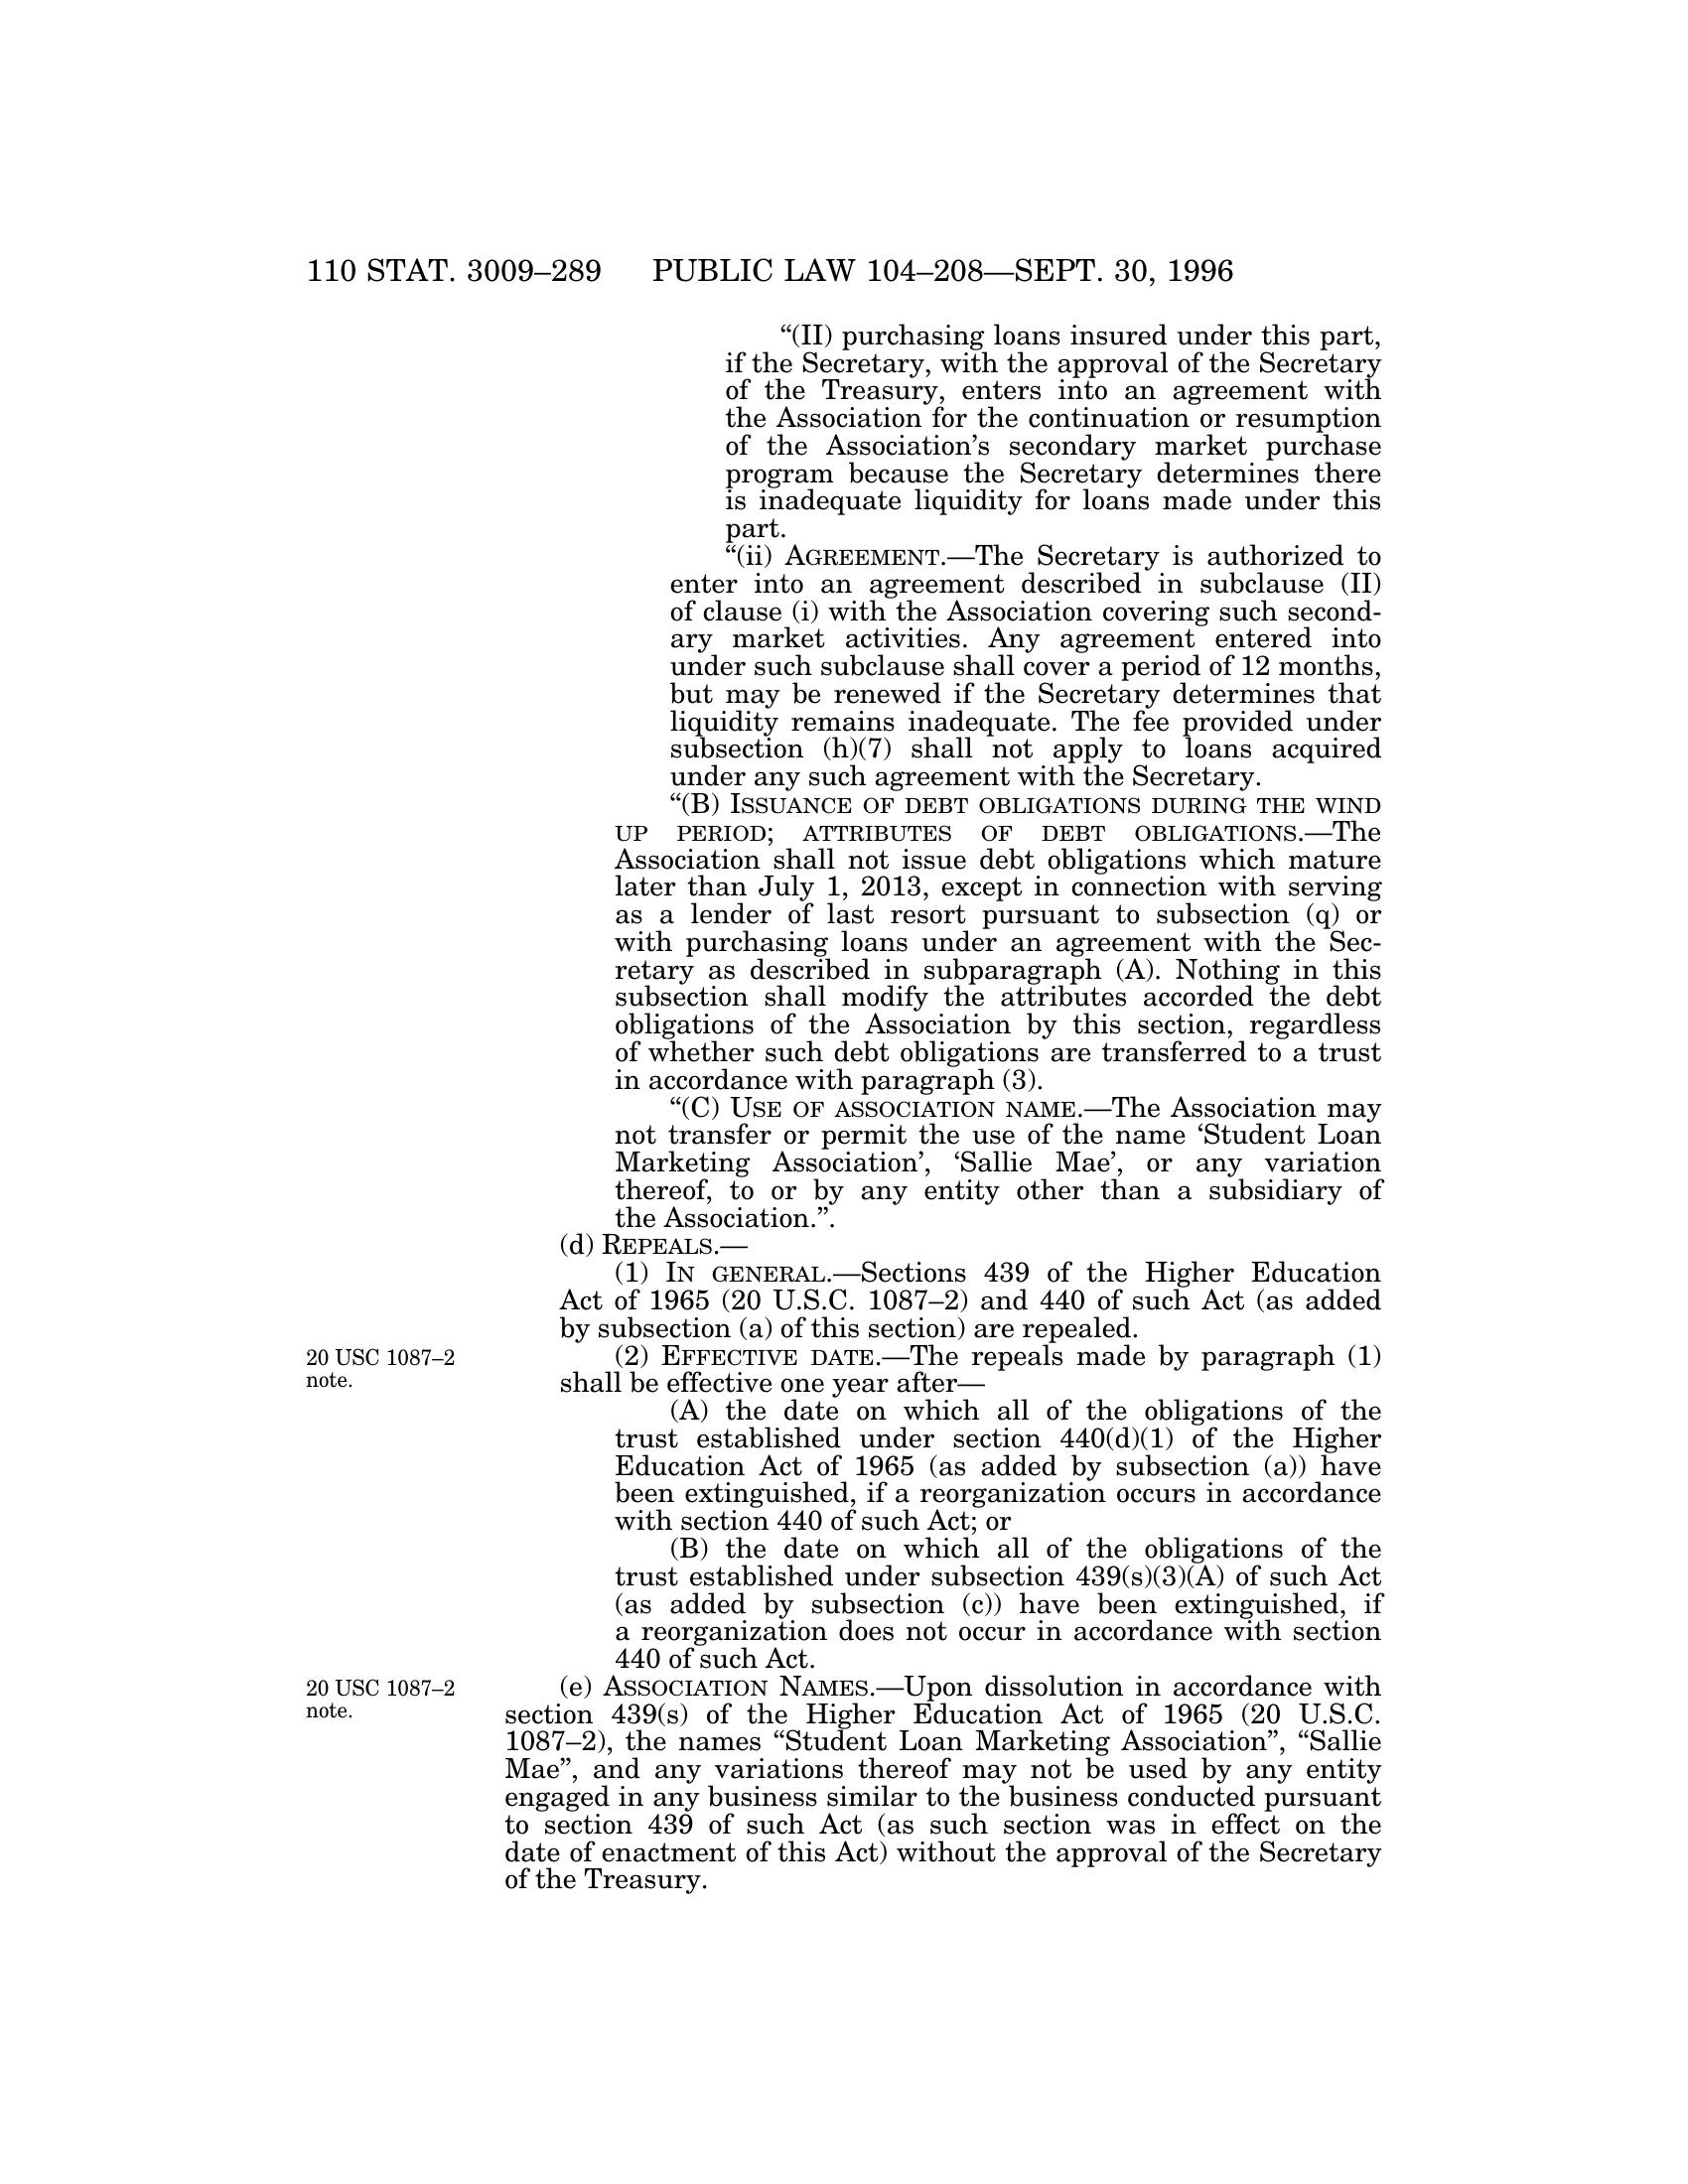 110 STAT. 3009–289 PUBLIC LAW 104–208—SEPT. 30, 1996
“(II) purchasing loans insured under this part,
if the Secretary, with the approval of the Secretary
of the Treasury, enters into an agreement with
the Association for the continuation or resumption
of the Association’s secondary market purchase
program because the Secretary determines there
is inadequate liquidity for loans made under this
part.
“(ii) AGREEMENT.—The Secretary is authorized to
enter into an agreement described in subclause (II)
of clause (i) with the Association covering such second-
ary market activities. Any agreement entered into
under such subclause shall cover a period of 12 months,
but may be renewed if the Secretary determines that
liquidity remains inadequate. The fee provided under
subsection (h)(7) shall not apply to loans acquired
under any such agreement with the Secretary.
“(B) ISSUANCE OF DEBT OBLIGATIONS DURING THE WIND
UP PERIOD; ATTRIBUTES OF DEBT OBLIGATIONS.—The
Association shall not issue debt obligations which mature
later than July 1, 2013, except in connection with serving
as a lender of last resort pursuant to subsection (q) or
with purchasing loans under an agreement with the Sec-
retary as described in subparagraph (A). Nothing in this
subsection shall modify the attributes accorded the debt
obligations of the Association by this section, regardless
of whether such debt obligations are transferred to a trust
in accordance with paragraph (3).
“(C) USE OF ASSOCIATION NAME.—The Association may
not transfer or permit the use of the name ‘Student Loan
Marketing Association’, ‘Sallie Mae’, or any variation
thereof, to or by any entity other than a subsidiary of
the Association.”.
(d) REPEALS.—
(1) IN GENERAL.—Sections 439 of the Higher Education
Act of 1965 (20 U.S.C. 1087–2) and 440 of such Act (as added
by subsection (a) of this section) are repealed.
20 USC 1087–2
note.
(2) EFFECTIVE DATE.—The repeals made by paragraph (1)
shall be effective one year after—
(A) the date on which all of the obligations of the
trust established under section 440(d)(1) of the Higher
Education Act of 1965 (as added by subsection (a)) have
been extinguished, if a reorganization occurs in accordance
with section 440 of such Act; or
(B) the date on which all of the obligations of the
trust established under subsection 439(s)(3)(A) of such Act
(as added by subsection (c)) have been extinguished, if
a reorganization does not occur in accordance with section
440 of such Act.
20 USC 1087–2
note.
(e) ASSOCIATION NAMES.—Upon dissolution in accordance with
section 439(s) of the Higher Education Act of 1965 (20 U.S.C.
1087–2), the names “Student Loan Marketing Association”, “Sallie
Mae”, and any variations thereof may not be used by any entity
engaged in any business similar to the business conducted pursuant
to section 439 of such Act (as such section was in effect on the
date of enactment of this Act) without the approval of the Secretary
of the Treasury.